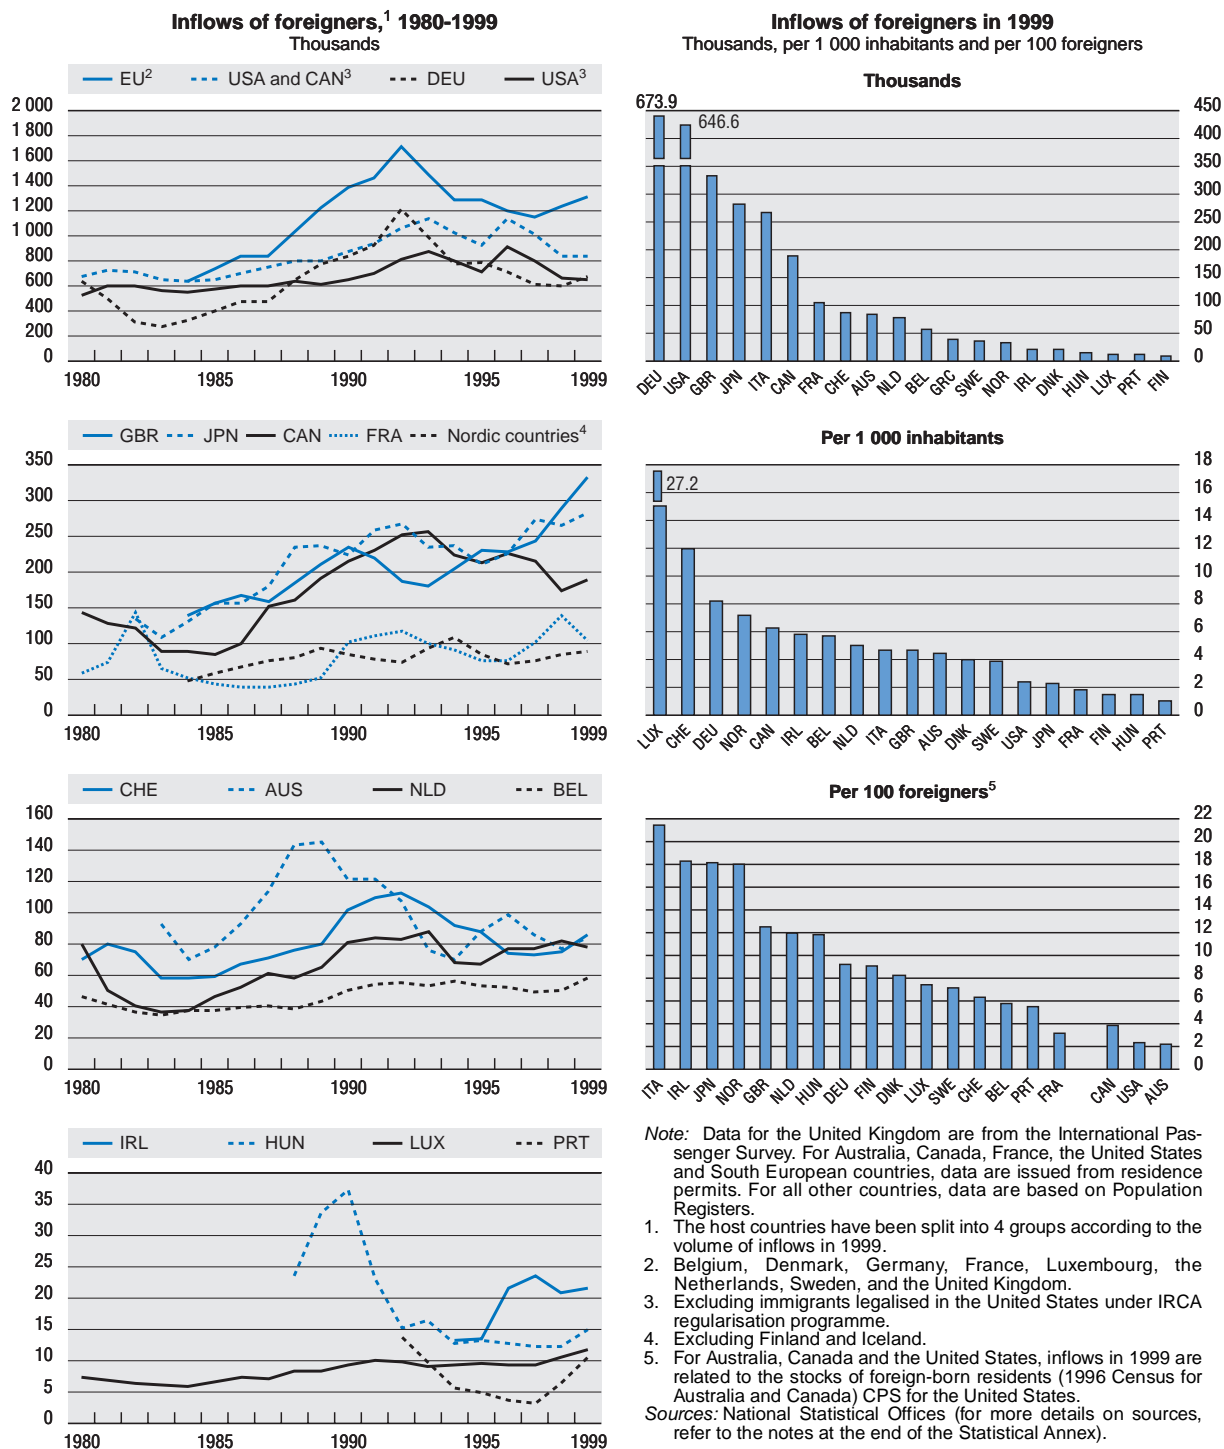 Inflows of foreigners,1 1980-1999
Thousands
EU2 USA and CAN3 DEU USA3
2 000
1 800
1 600
1 400
1 200
1 000
800
600
400
200
0
1980 1985 1990 1995 1999
GBR JPN CAN FRA Nordic countries4
350
300
250
200
150
100
50
0
1980 1985 1990 1995 1999
CHE AUS NLD BEL
160
140
120
100
80
60
40
20
0
1980 1985 1990 1995 1999
IRL HUN LUX PRT
40
35
30
25
20
15
10
5
0
1980 1985 1990 1995 1999
Inflows of foreigners in 1999
Thousands, per 1 000 inhabitants and per 100 foreigners
Thousands
673.9
646.6
450
400
350
300
250
200
150
100
50
0
DEU USA GBR JPN ITA CAN FRA CHE AUS NLD BEL GRC SWE NOR IRL DNK HUN LUX PRT FIN
Per 1 000 inhabitants
27.2
18
16
14
12
10
8
6
4
2
0
LUX CHE DEU NOR CAN IRL BEL NLD ITA GBR AUS DNK SWE USA JPN FRA FIN HUN PRT
Per 100 foreigners5
22
20
18
16
14
12
10
8
6
4
2
0
ITA IRL JPN NOR GBR NLD HUN DEU FIN DNK LUX SWE CHE BEL PRT FRA CAN USA AUS
Note: Data for the United Kingdom are from the International Pas-
senger Survey. For Australia, Canada, France, the United States
and South European countries, data are issued from residence
permits. For all other countries, data are based on Population
Registers.
1. The host countries have been split into 4 groups according to the
volume of inflows in 1999.
2. Belgium, Denmark, Germany, France, Luxembourg, the
Netherlands, Sweden, and the United Kingdom.
3. Excluding immigrants legalised in the United States under IRCA
regularisation programme.
4. Excluding Finland and Iceland.
5. For Australia, Canada and the United States, inflows in 1999 are
related to the stocks of foreign-born residents (1996 Census for
Australia and Canada) CPS for the United States.
Sources: National Statistical Offices (for more details on sources,
refer to the notes at the end of the Statistical Annex).